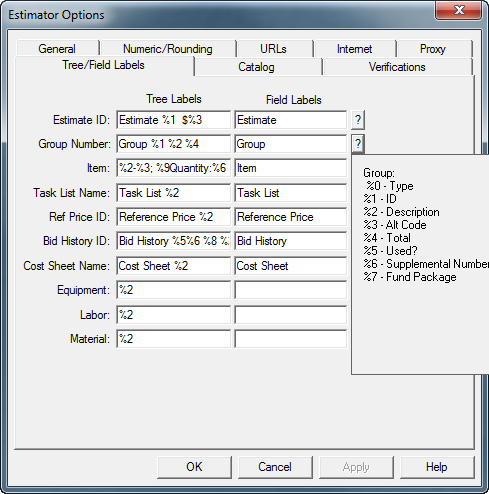 Estimator Options
General Numeric/Rounding URLs Internet Proxy
Tree/Field Labels Catalog Verifications
Tree Labels Field Labels
Estimate ID: Estimate %1  $%3 Estimate ?
Group Number: Group %1 %2 %4 Group ?
Item: %2-%3; %9Quantity:%6 Item
Task List Name: Task List %2 Task List
Ref Price ID: Reference Price %2 Reference Price
Bid History ID: Bid History %5%6 %8 % Bid History
Cost Sheet Name: Cost Sheet %2 Cost Sheet
Equipment: %2
Labor: %2
Material: %2
Group:
%0 - Type
%1 - ID
%2 - Description
%3 - Alt Code
%4 - Total
%5 - Used?
%6 - Supplemental Number
%7 - Fund Package
OK Cancel Apply Help